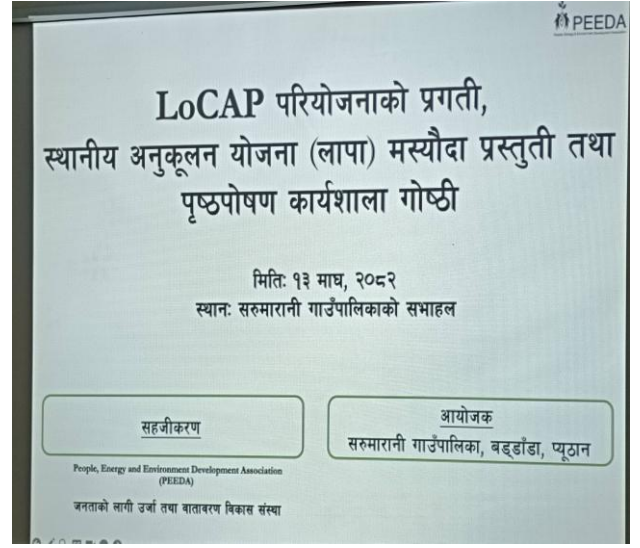 PEEDA
LoCAP परियोजनाको प्रगती,
स्थानीय अनुकूलन योजना (लापा) मस्यौदा प्रस्तुती तथा
पृष्ठपोषण कार्यशाला गोष्ठी
मितिः १३ माघ, २०८२
स्थानः सरुमारानी गाउँपालिकाको सभाहल
सहजीकरण
People, Energy and Environment Development Association
(PEEDA)
जनताको लागी उर्जा तथा वातावरण विकास संस्था
आयोजक
सरुमारानी गाउँपालिका, बड्डाँडा, प्यूठान